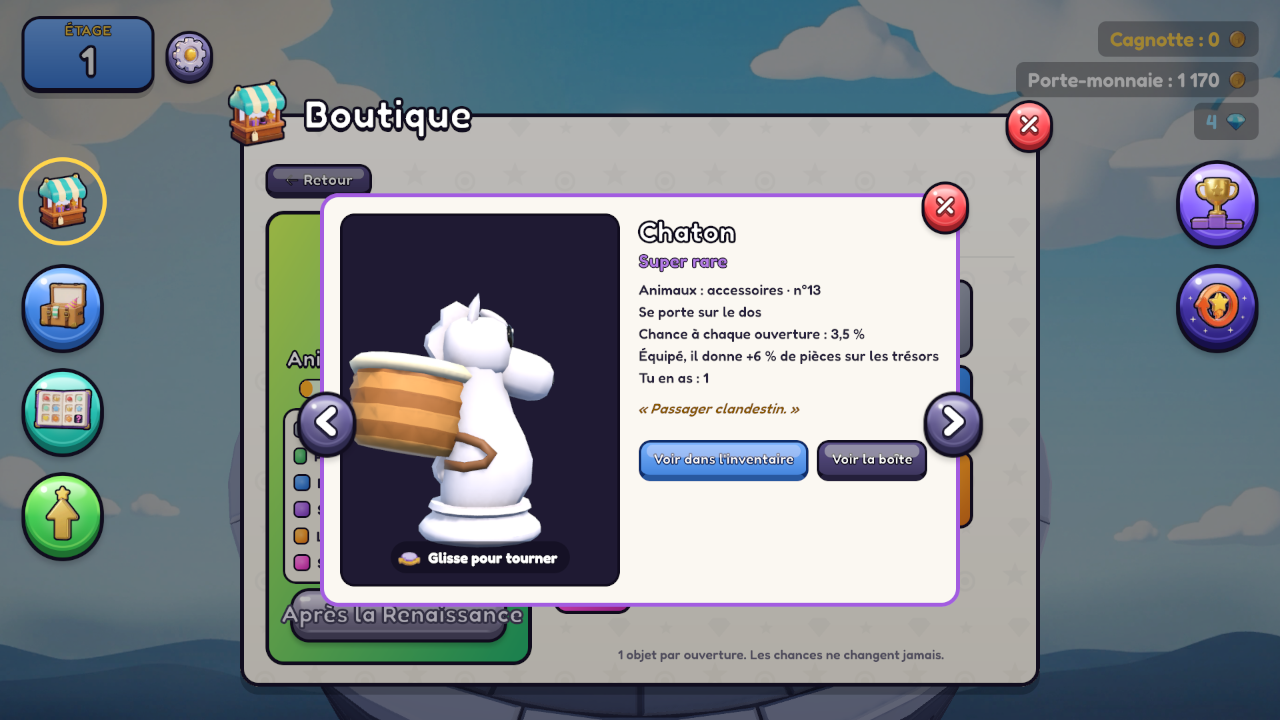 ÉTAGE
1
Cagnotte : 0
Porte-monnaie : 1 170
4
Boutique
← Retour
Chaton
Super rare
Animaux : accessoires · n°13
Se porte sur le dos
Chance à chaque ouverture : 3,5 %
Équipé, il donne +6 % de pièces sur les trésors
Tu en as : 1
« Passager clandestin. »
Voir dans l'inventaire
Voir la boîte
Glisse pour tourner
Après la Renaissance
1 objet par ouverture. Les chances ne changent jamais.